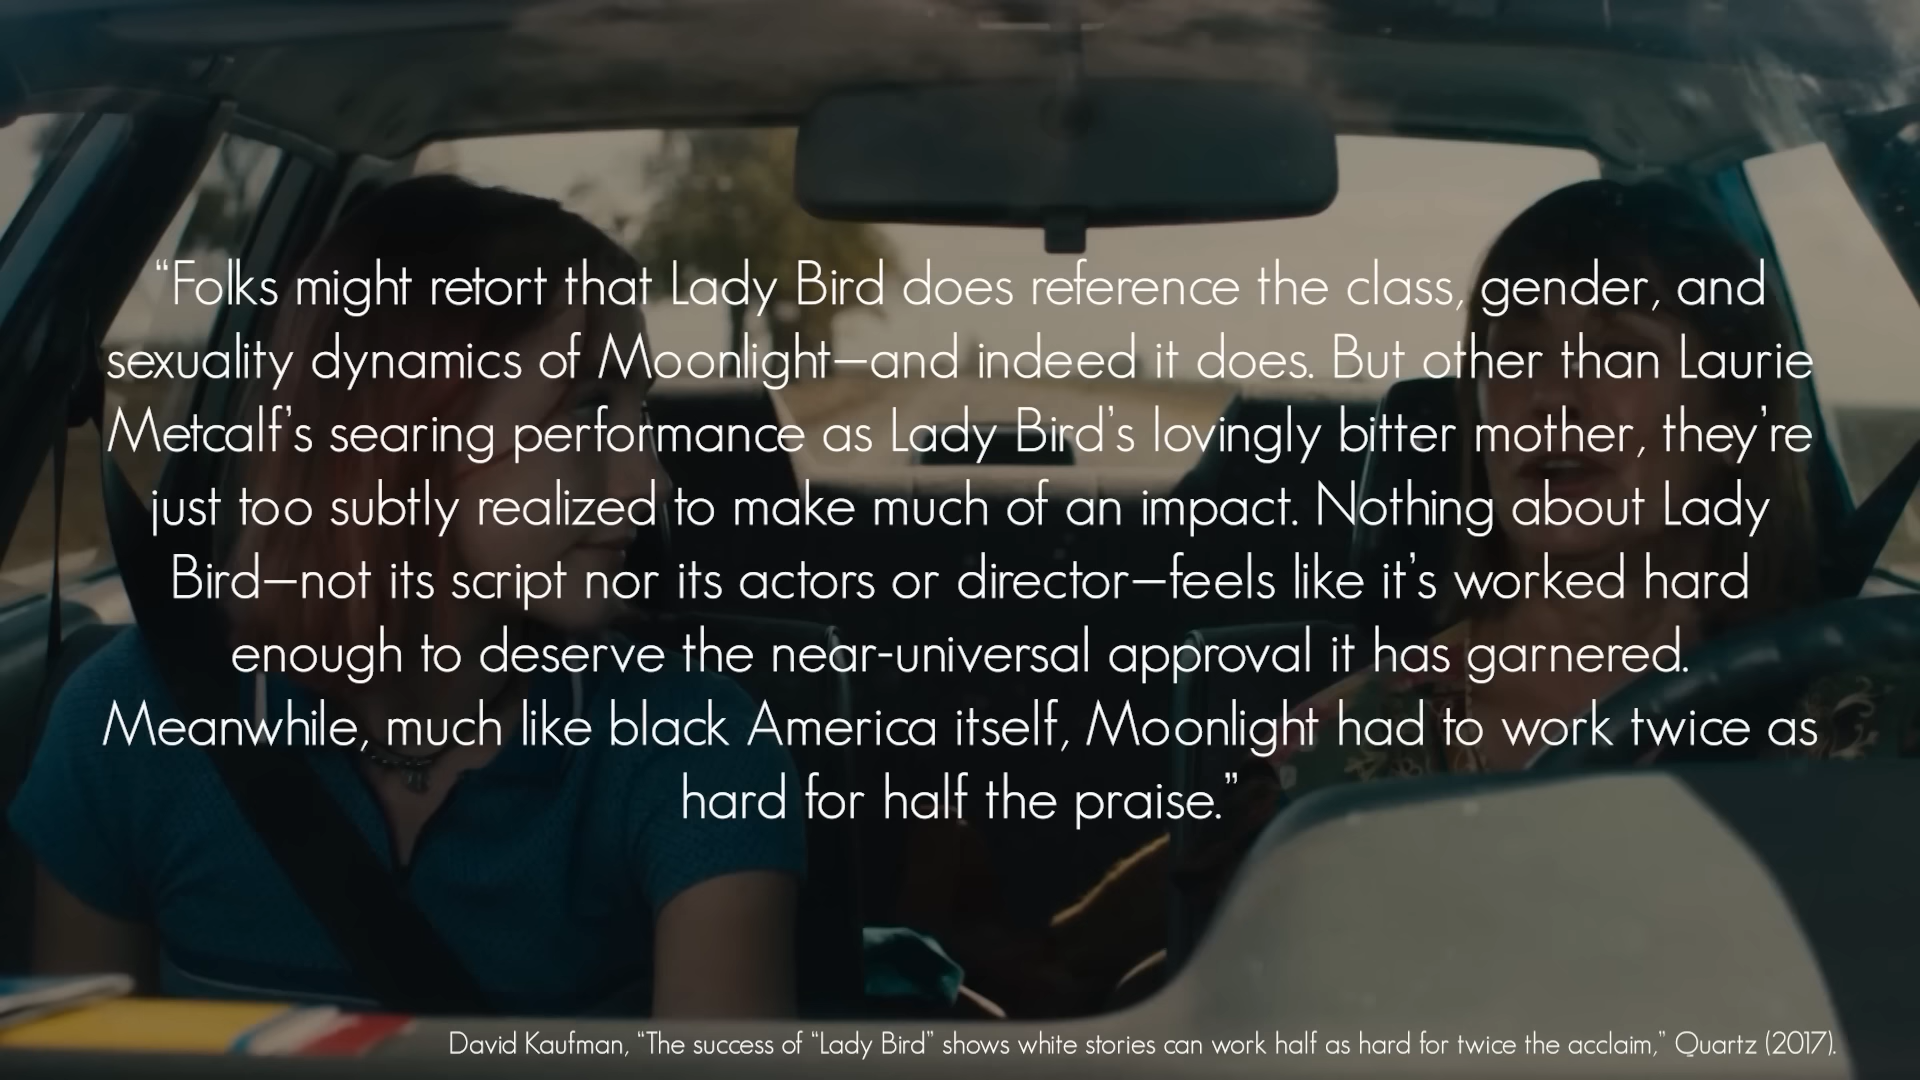 “Folks might retort that Lady Bird does reference the class, gender, and
sexuality dynamics of Moonlight—and indeed it does. But other than Laurie
Metcalf’s searing performance as Lady Bird’s lovingly bitter mother, they’re
just too subtly realized to make much of an impact. Nothing about Lady
Bird—not its script nor its actors or director—feels like it’s worked hard
enough to deserve the near-universal approval it has garnered.
Meanwhile, much like black America itself, Moonlight had to work twice as
hard for half the praise.”
David Kaufman, “The success of “Lady Bird” shows white stories can work half as hard for twice the acclaim,” Quartz (2017).